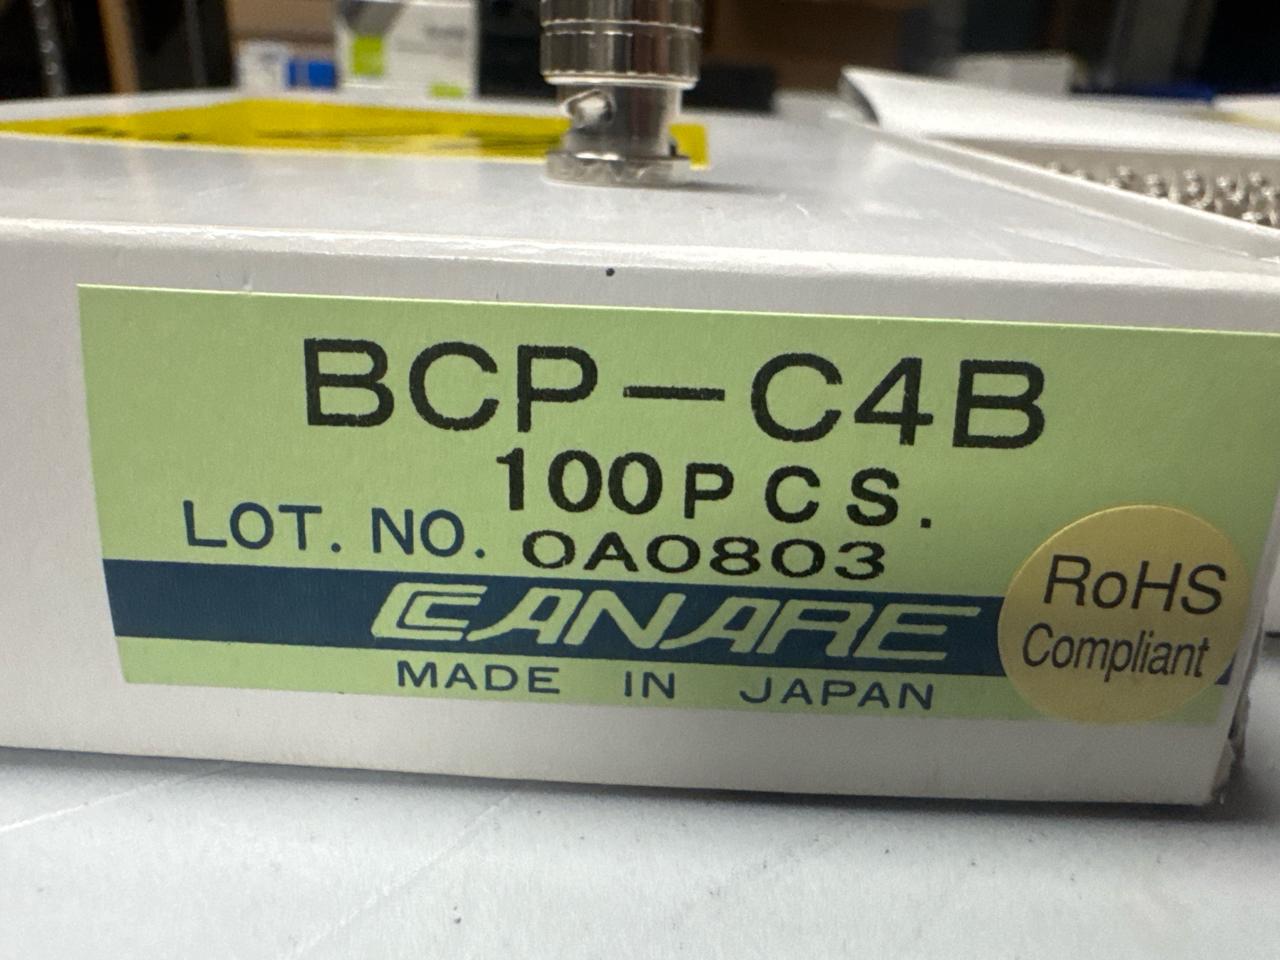 BCP-C4B
100PCS.
LOT. NO. 0A0803
CANARE
MADE IN JAPAN
RoHS
Compliant